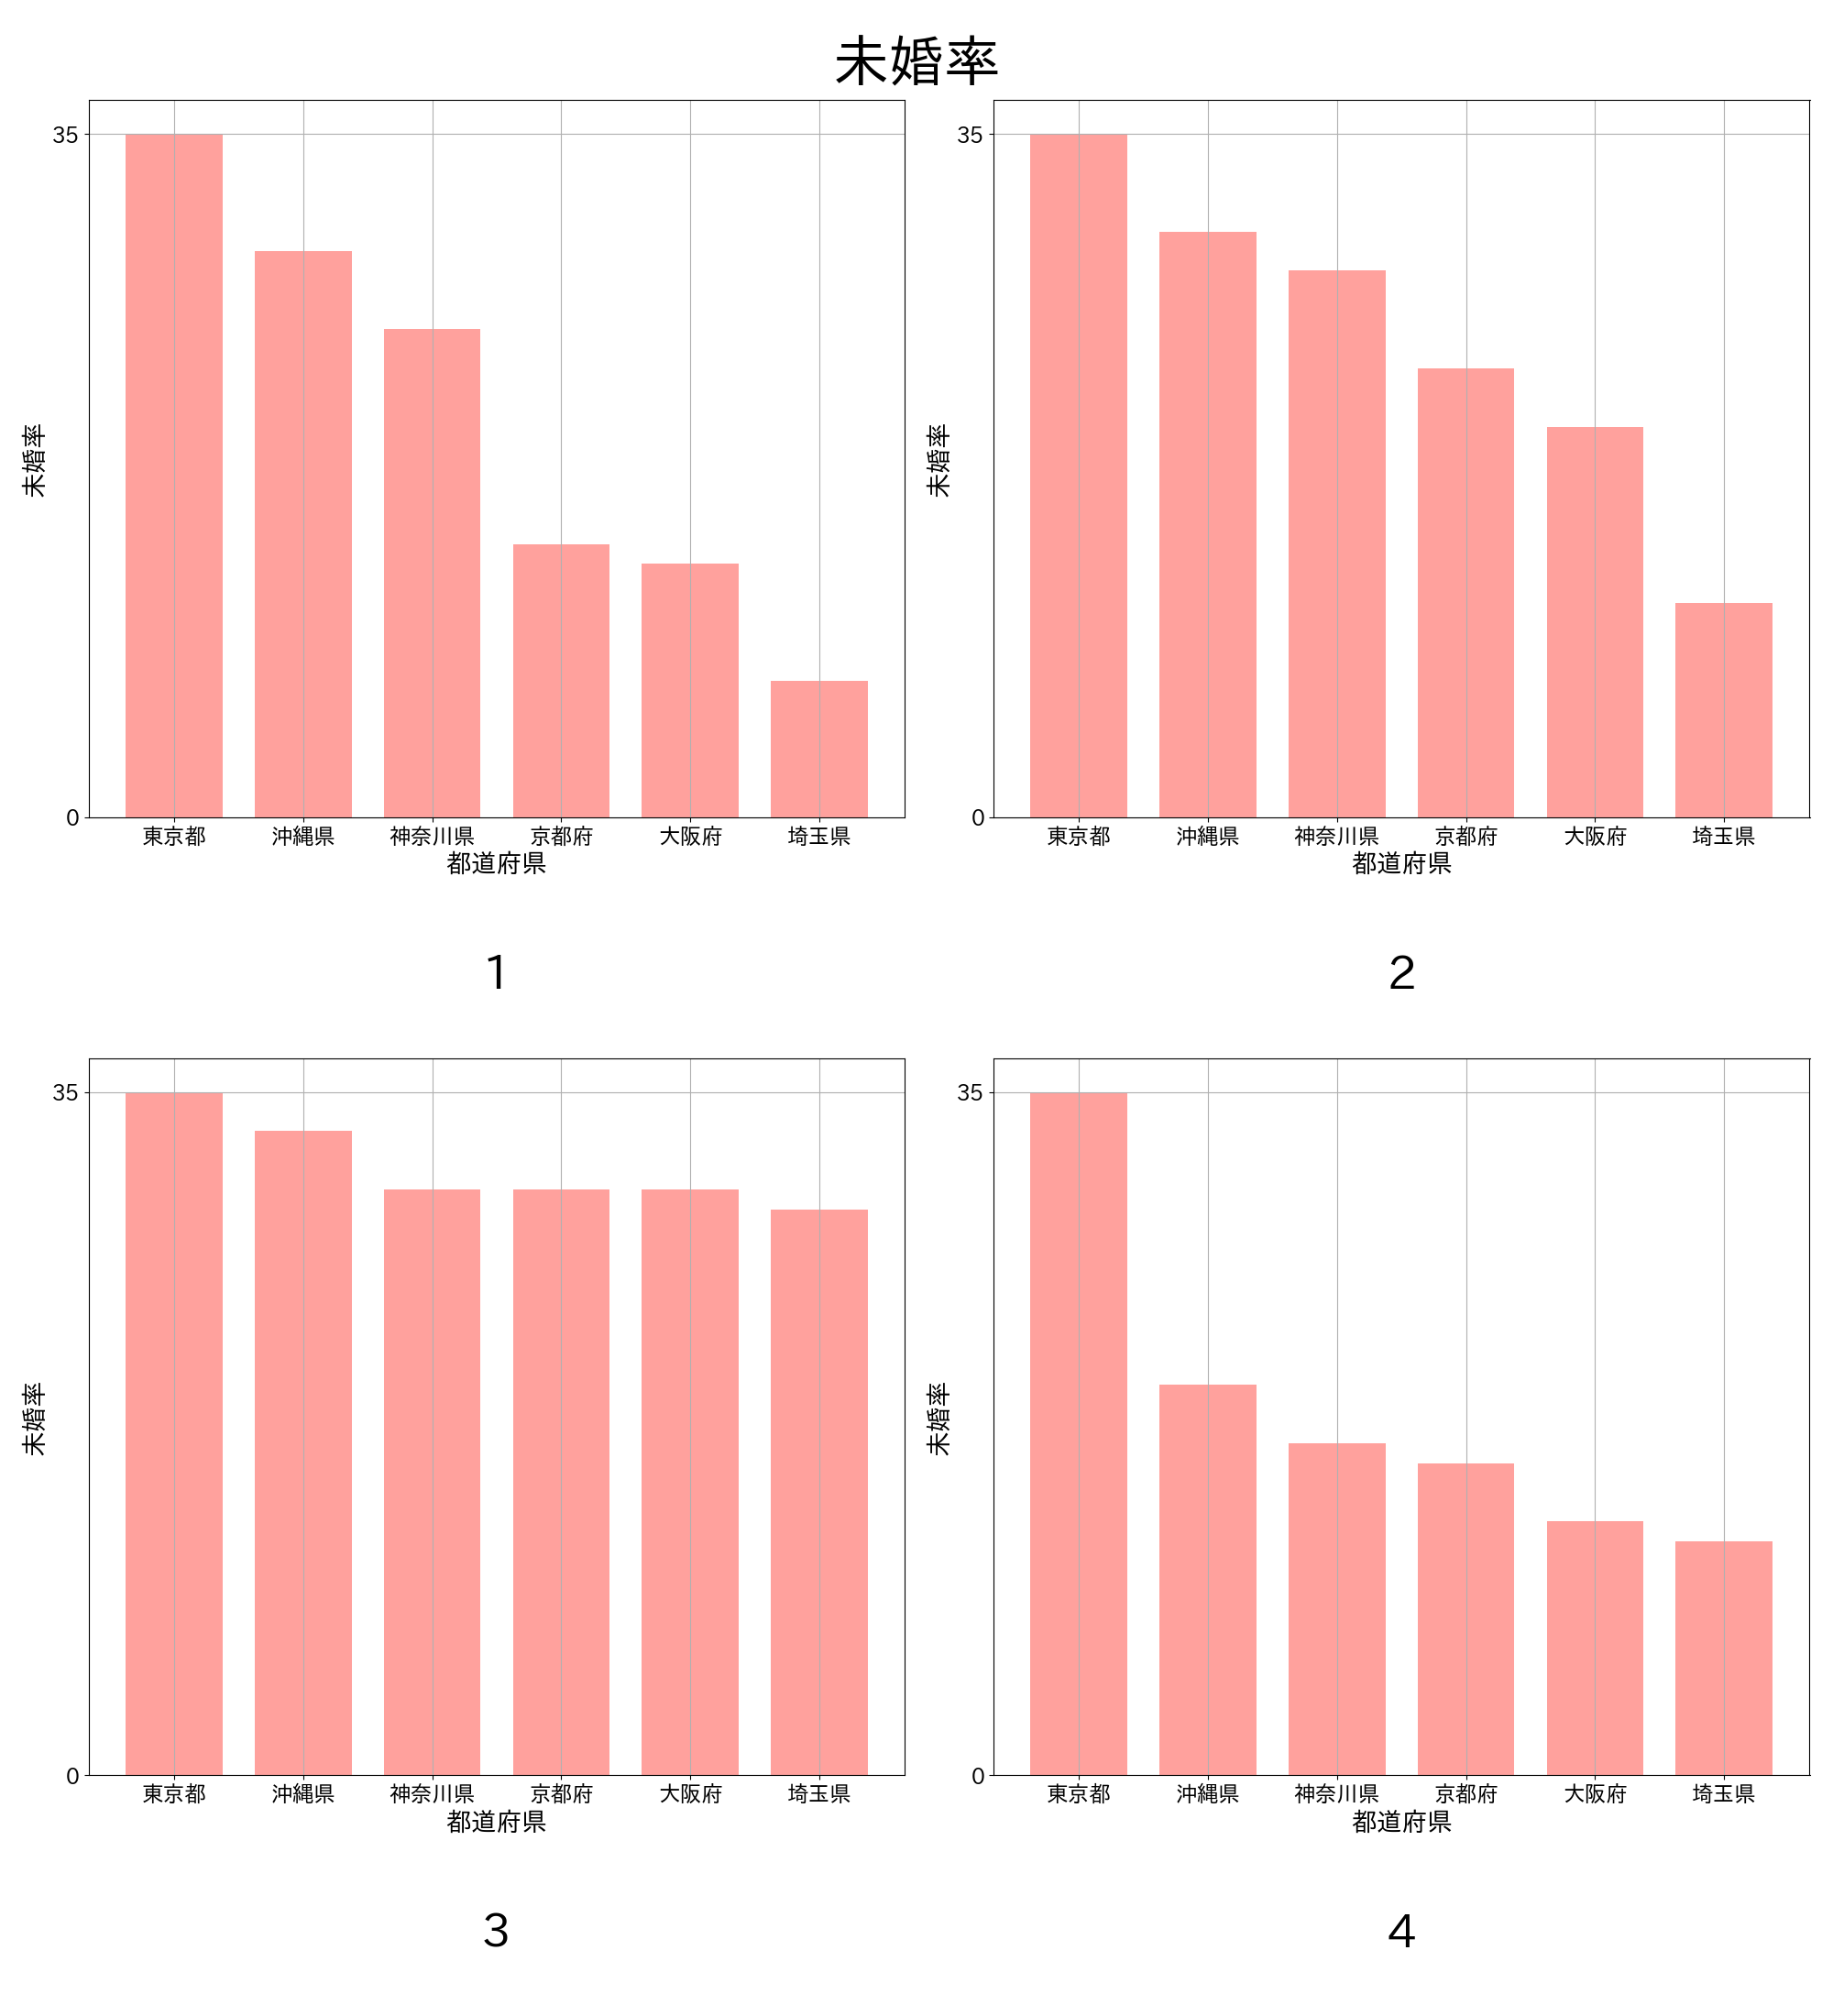 未婚率
35
0
未婚率
東京都 沖縄県 神奈川県 京都府 大阪府 埼玉県
都道府県
1
35
0
未婚率
東京都 沖縄県 神奈川県 京都府 大阪府 埼玉県
都道府県
2
35
0
未婚率
東京都 沖縄県 神奈川県 京都府 大阪府 埼玉県
都道府県
3
35
0
未婚率
東京都 沖縄県 神奈川県 京都府 大阪府 埼玉県
都道府県
4